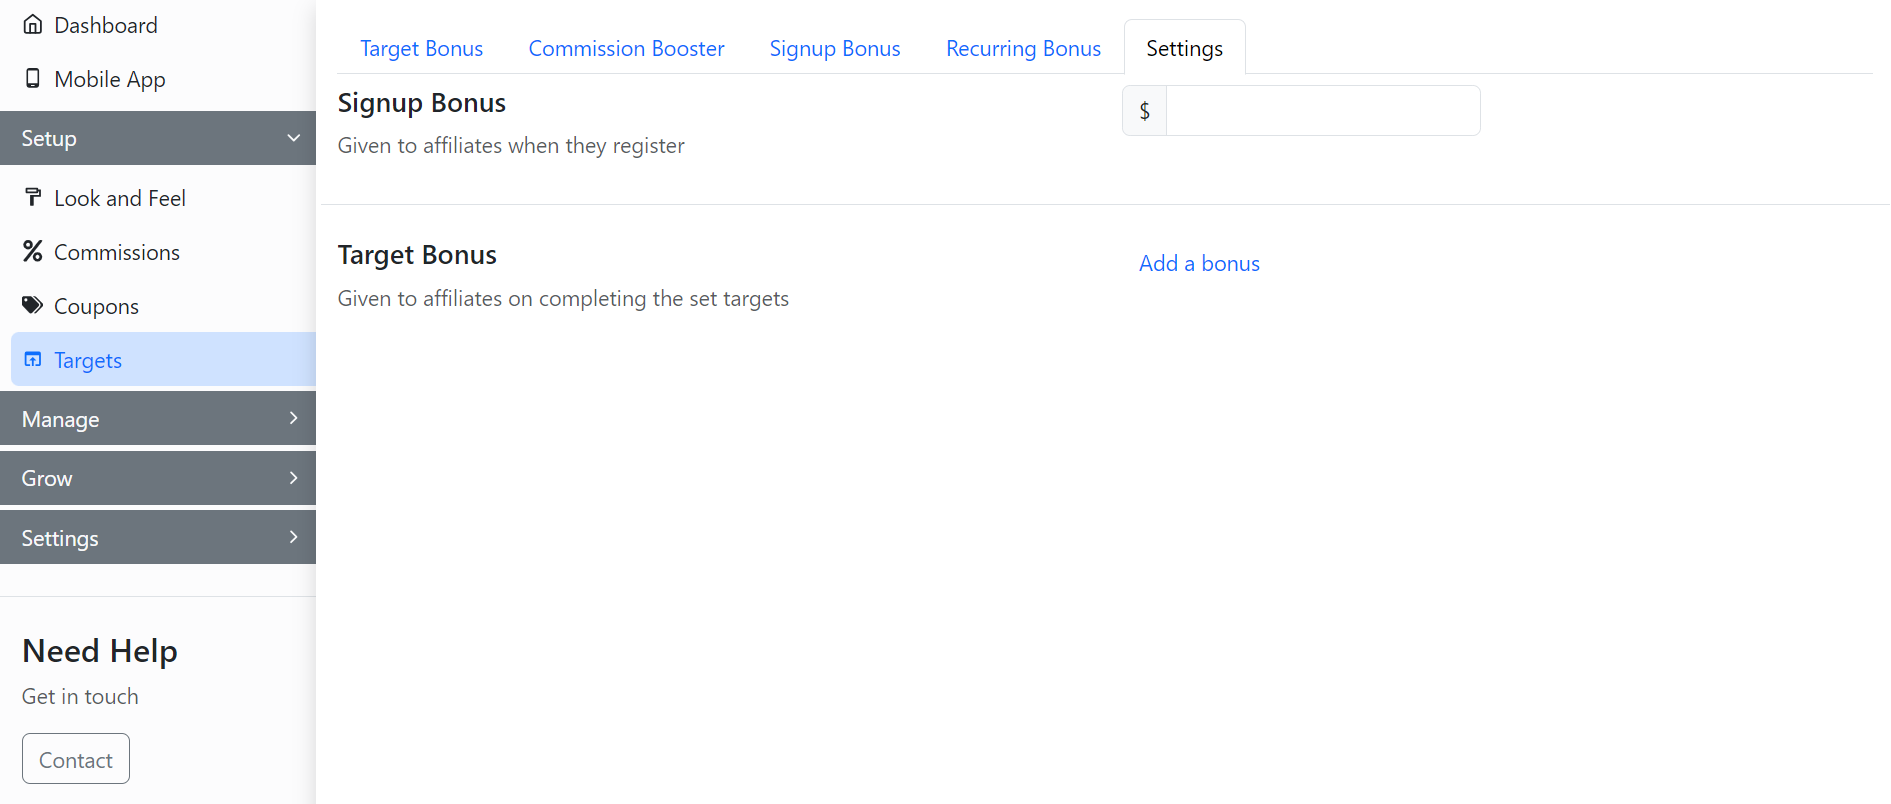 Dashboard
Mobile App
Setup
Look and Feel
Commissions
Coupons
Targets
Manage
Grow
Settings
Need Help
Get in touch
Contact
Target Bonus Commission Booster Signup Bonus Recurring Bonus Settings
Signup Bonus
$
Given to affiliates when they register
Target Bonus
Add a bonus
Given to affiliates on completing the set targets